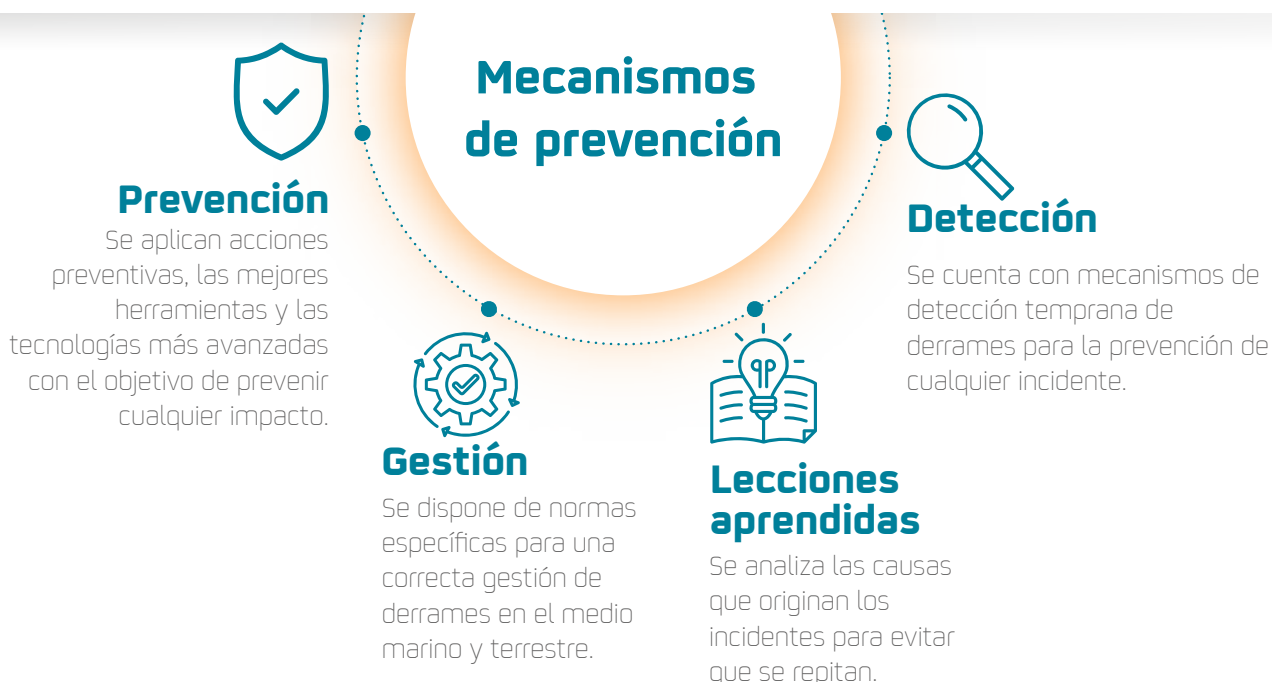 Mecanismos
de prevención
Prevención
Se aplican acciones
preventivas, las mejores
herramientas y las
tecnologías más avanzadas
con el objetivo de prevenir
cualquier impacto.
Gestión
Se dispone de normas
específicas para una
correcta gestión de
derrames en el medio
marino y terrestre.
Lecciones
aprendidas
Se analiza las causas
que originan los
incidentes para evitar
que se repitan.
Detección
Se cuenta con mecanismos de
detección temprana de
derrames para la prevención de
cualquier incidente.